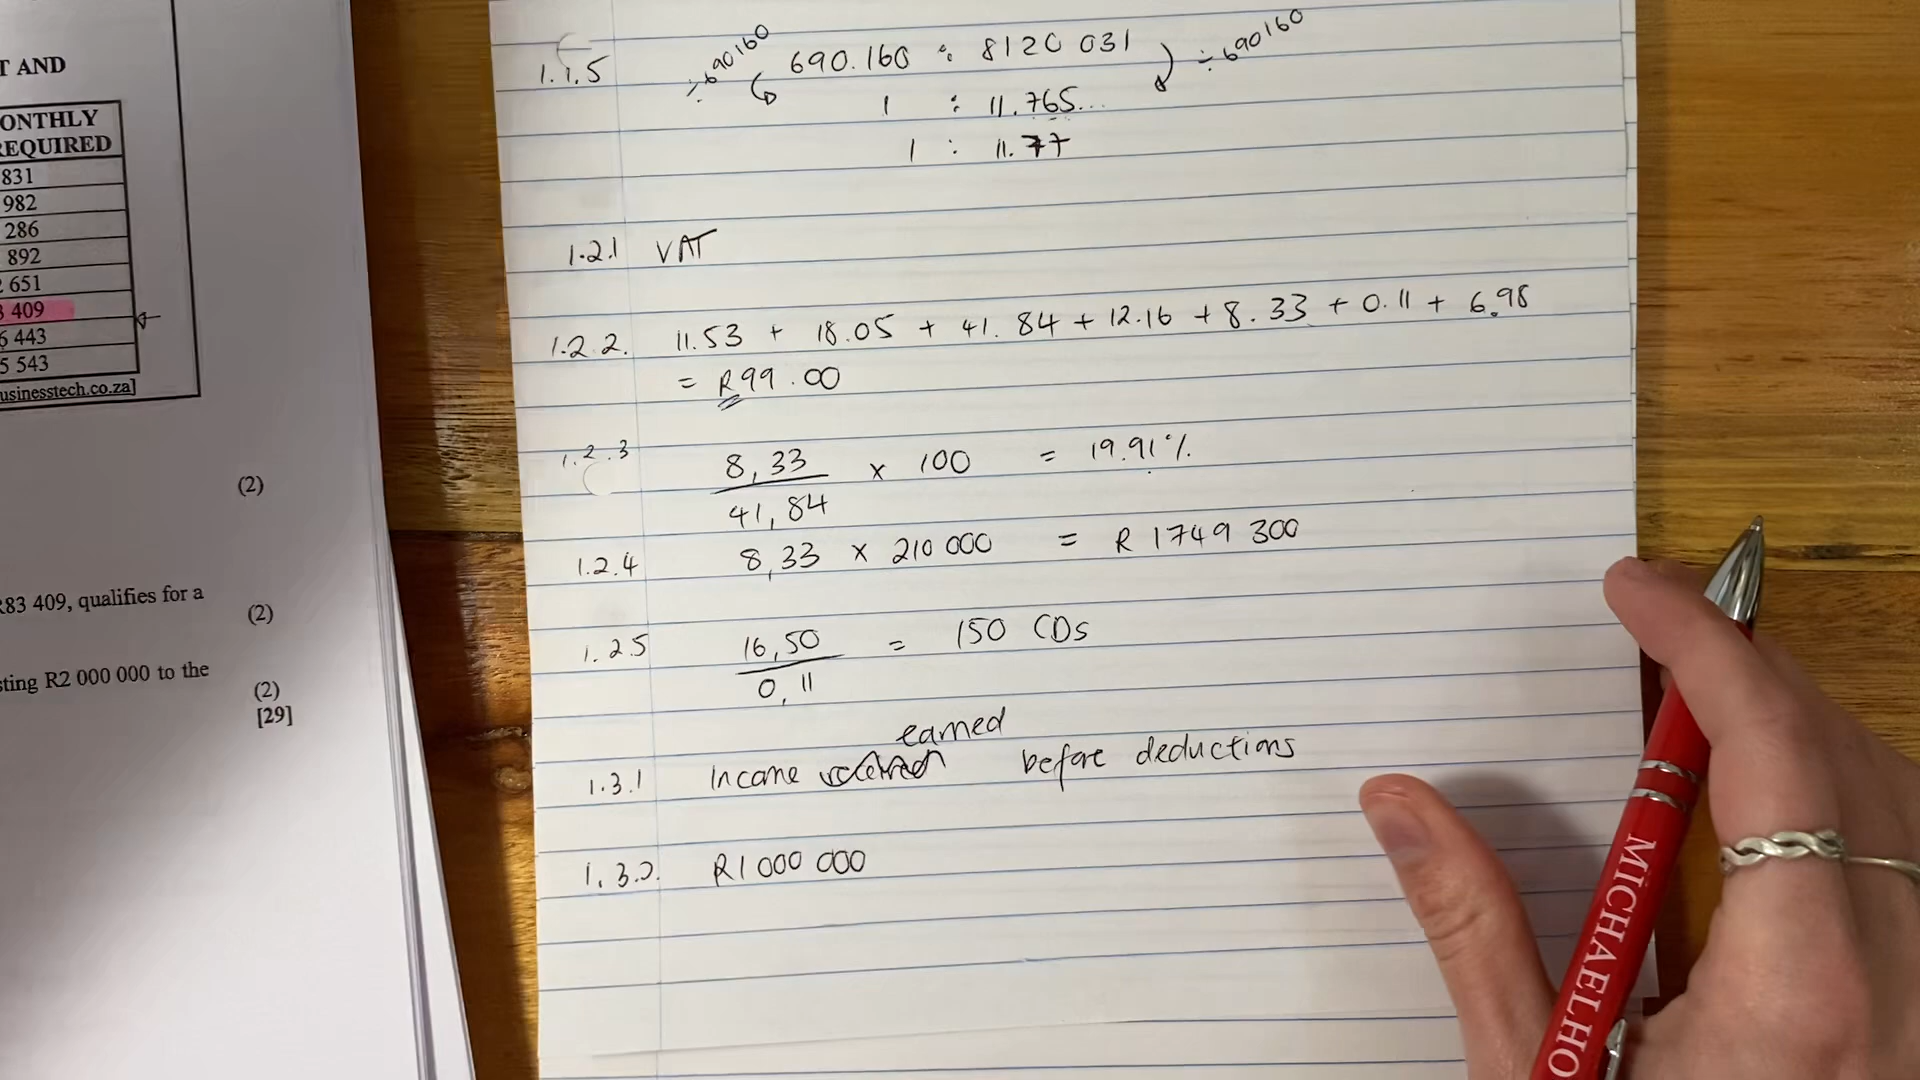 T AND
ONTHLY
REQUIRED
831
982
286
892
2 651
3 409
6 443
5 543
usinesstech.co.za]
(2)
R83 409, qualifies for a
(2)
sting R2 000 000 to the
(2)
[29]
÷690160 690.160 : 8120 031 ÷690160
1.1.5
1 : 11.765...
1 : 11.77
1.2.1 VAT
1.2.2. 11.53 + 18.05 + 41.84 + 12.16 + 8.33 + 0.11 + 6.98
= R99.00
1.2.3 8,33 × 100 = 19.91%
41,84
1.2.4 8,33 × 210 000 = R 1749 300
1.2.5 16,50 = 150 CDs
0,11
earned
1.3.1 Income before deductions
1.3.2. R1 000 000
MICHAELHO